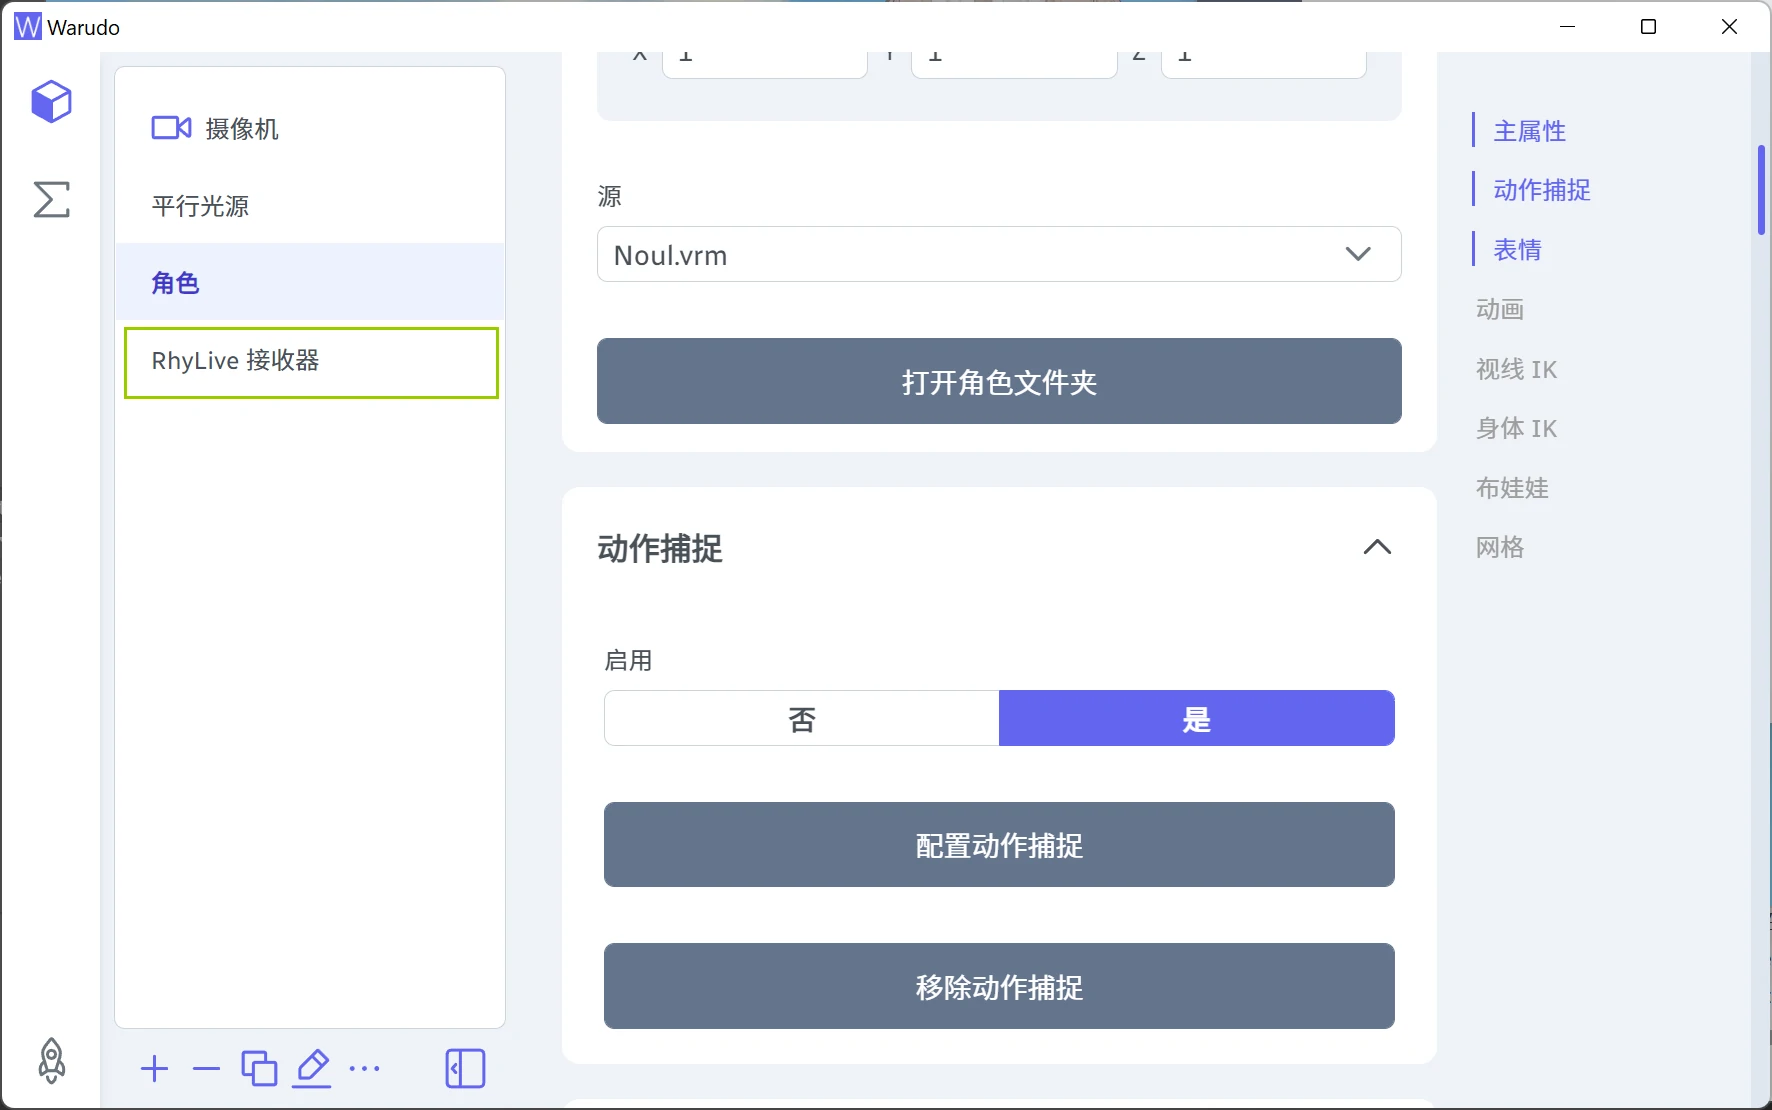 Warudo
摄像机
平行光源
角色
RhyLive 接收器
X 1 Y 1 Z 1
源
Noul.vrm
打开角色文件夹
动作捕捉
启用
否 是
配置动作捕捉
移除动作捕捉
主属性
动作捕捉
表情
动画
视线 IK
身体 IK
布娃娃
网格